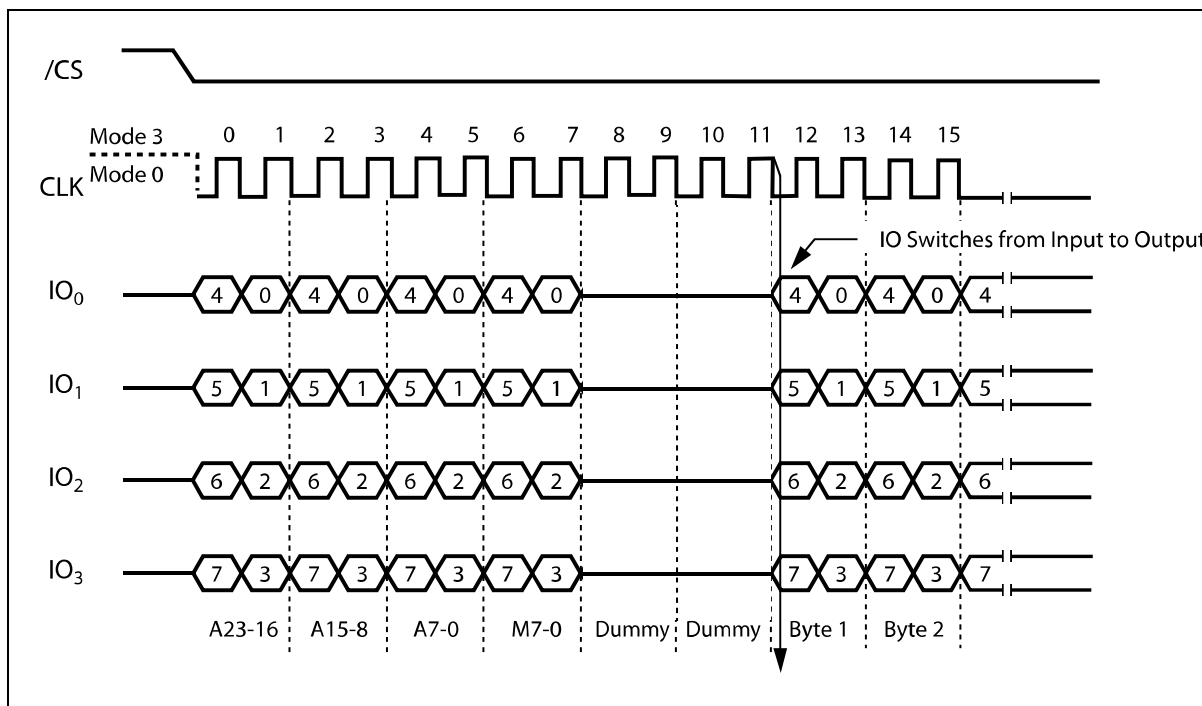 /CS
Mode 3
0 1 2 3 4 5 6 7 8 9 10 11 12 13 14 15
Mode 0
CLK
IO Switches from Input to Output
IO₀ 4 0 4 0 4 0 4 0 4 0 4 0 4
IO₁ 5 1 5 1 5 1 5 1 5 1 5 1 5
IO₂ 6 2 6 2 6 2 6 2 6 2 6 2 6
IO₃ 7 3 7 3 7 3 7 3 7 3 7 3 7
A23-16 A15-8 A7-0 M7-0 Dummy Dummy Byte 1 Byte 2